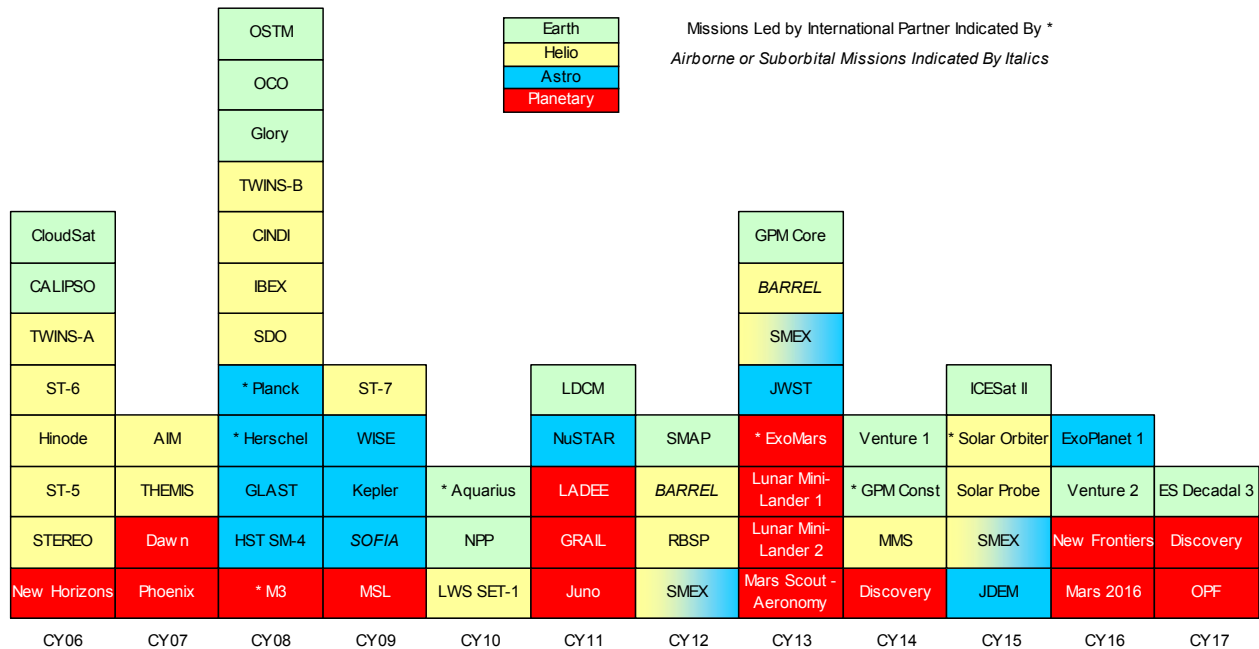 OSTM
Earth
Missions Led by International Partner Indicated By *
Helio
Airborne or Suborbital Missions Indicated By Italics
OCO
Astro
Planetary
Glory
TWINS-B
CloudSat
CINDI
GPM Core
CALIPSO
IBEX
BARREL
TWINS-A
SDO
SMEX
ST-6
* Planck
ST-7
LDCM
JWST
ICESat II
Hinode
AIM
* Herschel
WISE
NuSTAR
SMAP
* ExoMars
Venture 1
* Solar Orbiter
ExoPlanet 1
ST-5
THEMIS
GLAST
Kepler
* Aquarius
LADEE
BARREL
Lunar Mini-
Lander 1
* GPM Const
Solar Probe
Venture 2
ES Decadal 3
STEREO
Dawn
HST SM-4
SOFIA
NPP
GRAIL
RBSP
Lunar Mini-
Lander 2
MMS
SMEX
New Frontiers
Discovery
New Horizons
Phoenix
* M3
MSL
LWS SET-1
Juno
SMEX
Mars Scout -
Aeronomy
Discovery
JDEM
Mars 2016
OPF
CY06
CY07
CY08
CY09
CY10
CY11
CY12
CY13
CY14
CY15
CY16
CY17